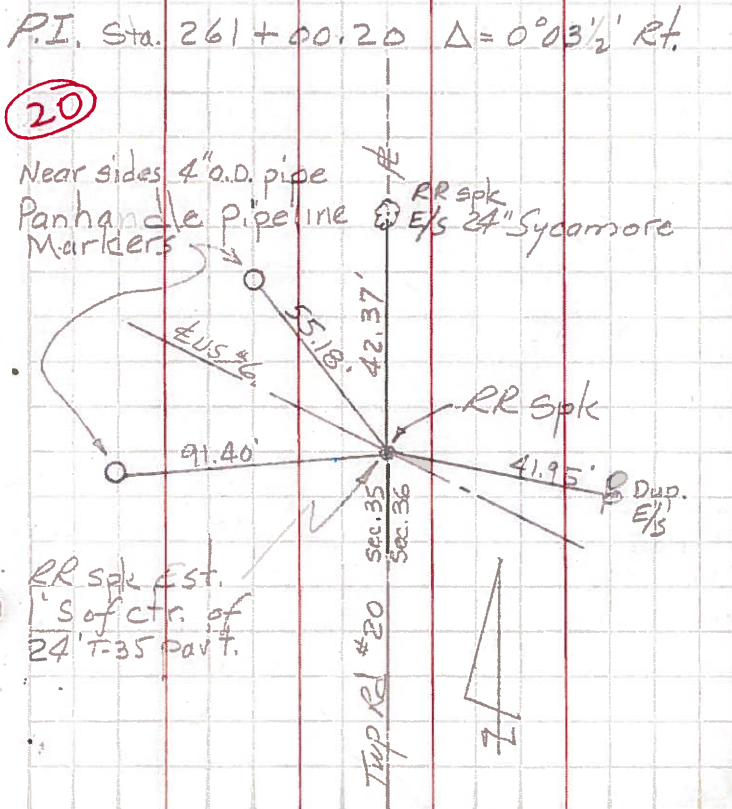 P.I. Sta. 261+00.20 Δ= 0°03½' Rt.
20
Near sides 4" O.D. pipe
Panhandle pipeline
Markers
RR spk
E/S 24" Sycamore
℄
55.18'
42.37'
℄ US #6
RR Spk
91.40'
41.95'
Dup.
E/S
sec. 35
sec. 36
RR spk Est.
1' S of ctr. of
24' T-35 pav't.
Twp Rd #20